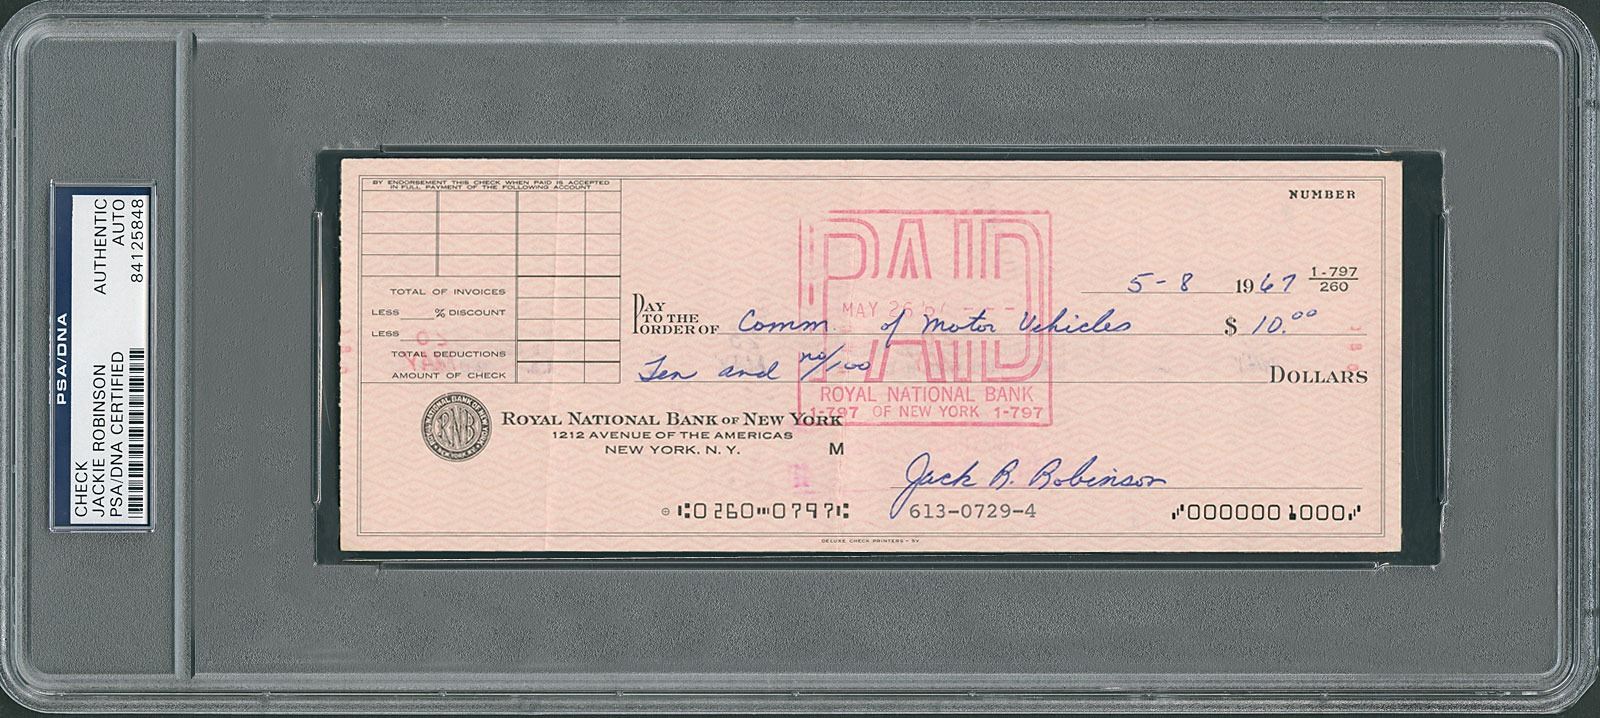 PSA/DNA
CHECK
JACKIE ROBINSON
PSA/DNA CERTIFIED
AUTHENTIC
AUTO
84125848
BY ENDORSEMENT THIS CHECK WHEN PAID IS ACCEPTED
IN FULL PAYMENT OF THE FOLLOWING ACCOUNT
TOTAL OF INVOICES
LESS % DISCOUNT
LESS
TOTAL DEDUCTIONS
AMOUNT OF CHECK
NUMBER
5-8 1967 1-797/260
PAY TO THE ORDER OF Comm. of Motor Vehicles $ 10.00
Ten and no/100 DOLLARS
PAID
MAY 26
ROYAL NATIONAL BANK
1-797 OF NEW YORK 1-797
RNB
ROYAL NATIONAL BANK OF NEW YORK
1212 AVENUE OF THE AMERICAS
NEW YORK, N. Y.
M
Jack R. Robinson
⑆0260⑉0797⑆ 613-0729-4 ⑈0000001000⑈
DELUXE CHECK PRINTERS - 5Y